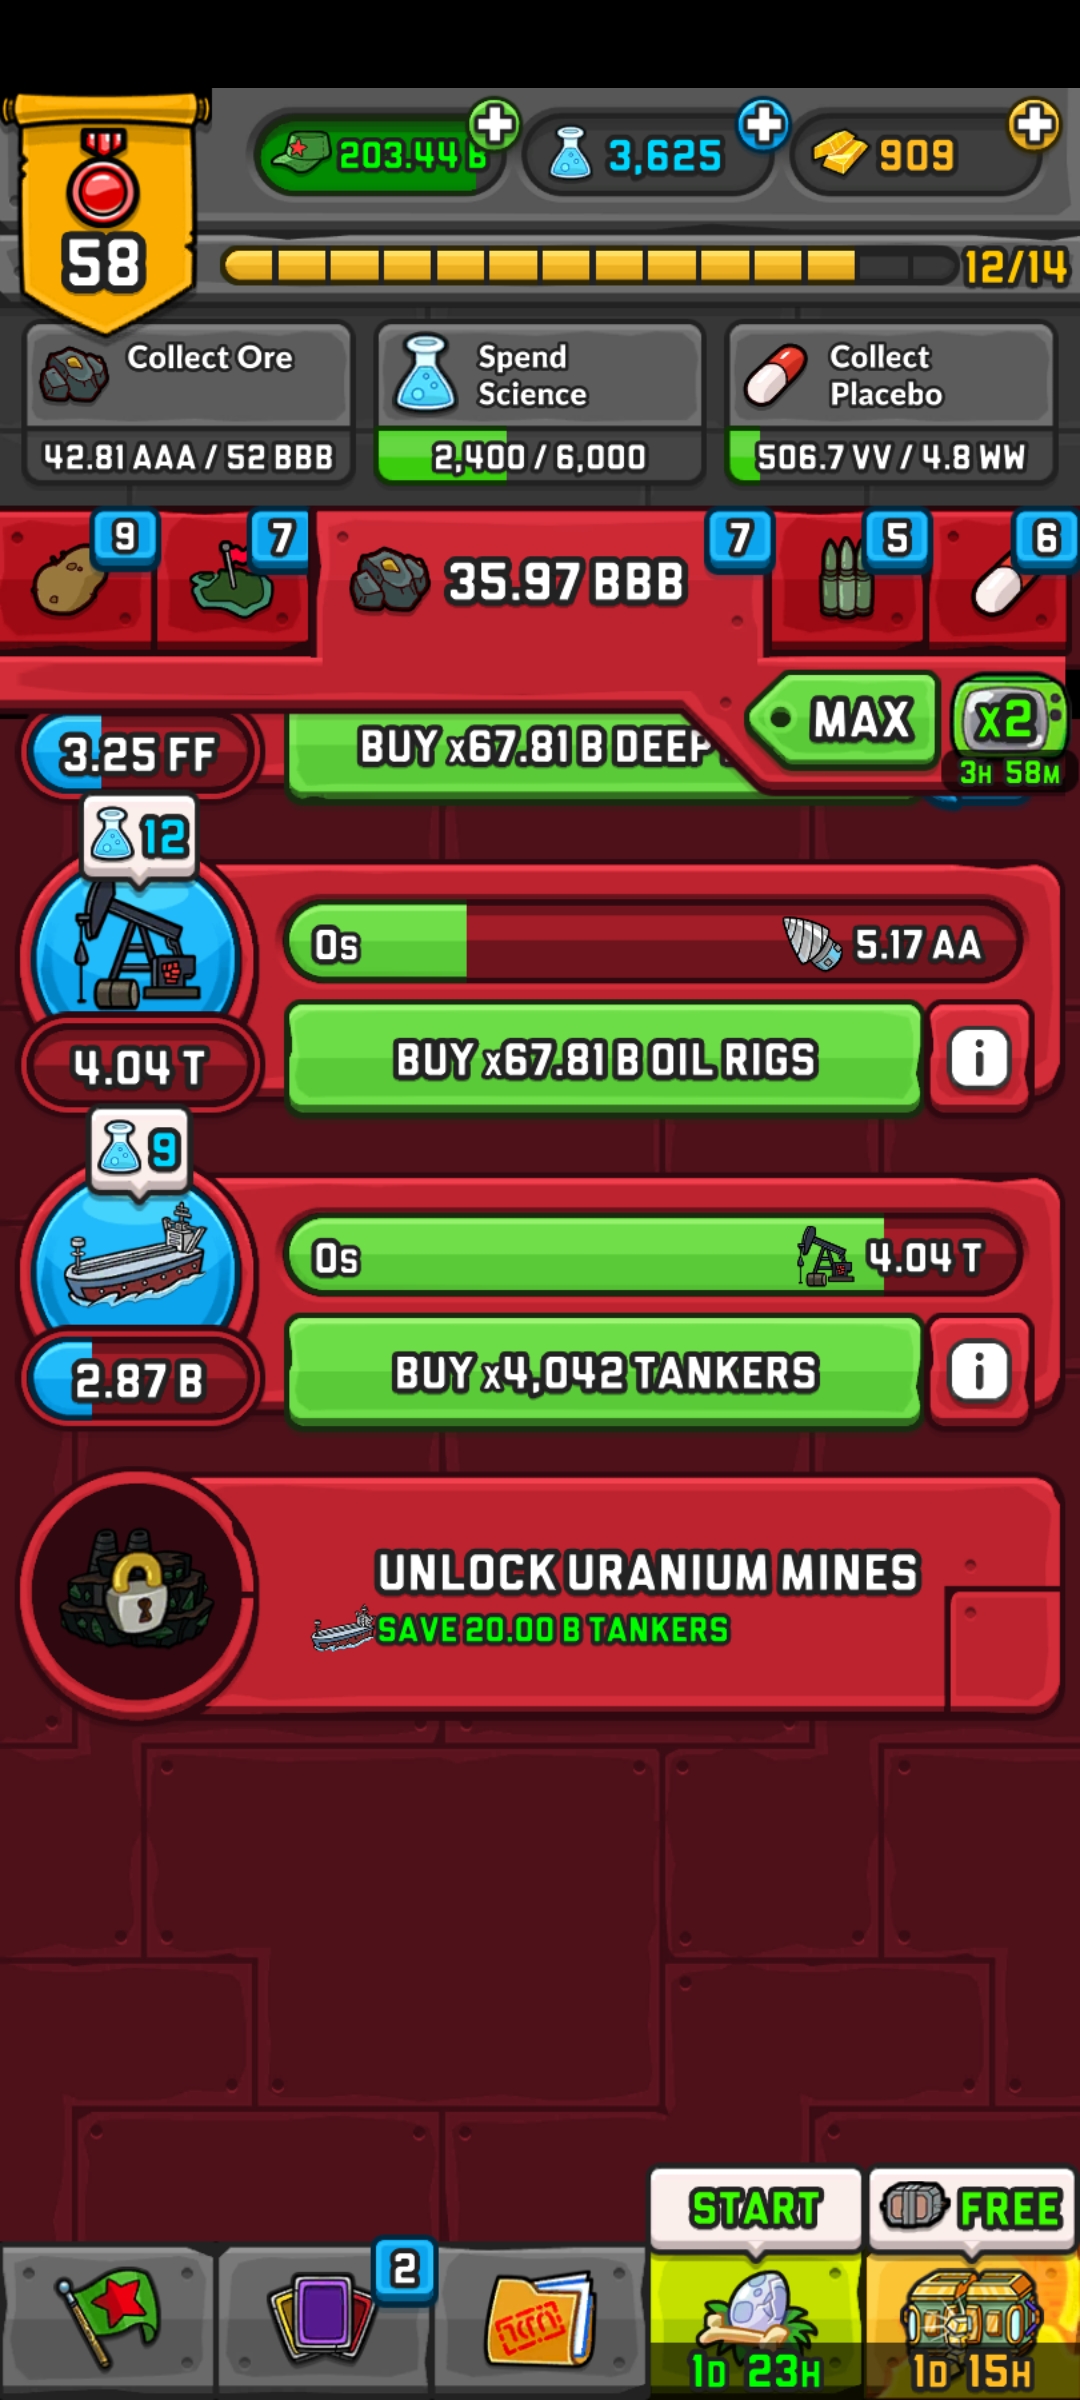 203.44 B
3,625
909
58
12/14
Collect Ore
42.81 AAA / 52 BBB
Spend
Science
2,400 / 6,000
Collect
Placebo
506.7 VV / 4.8 WW
9
7
35.97 BBB
7
5
6
MAX
x2
3H 58M
3.25 FF
BUY x67.81 B DEEP
12
0s
5.17 AA
4.04 T
BUY x67.81 B OIL RIGS
i
9
0s
4.04 T
2.87 B
BUY x4,042 TANKERS
i
UNLOCK URANIUM MINES
SAVE 20.00 B TANKERS
START
FREE
2
1D 23H
1D 15H